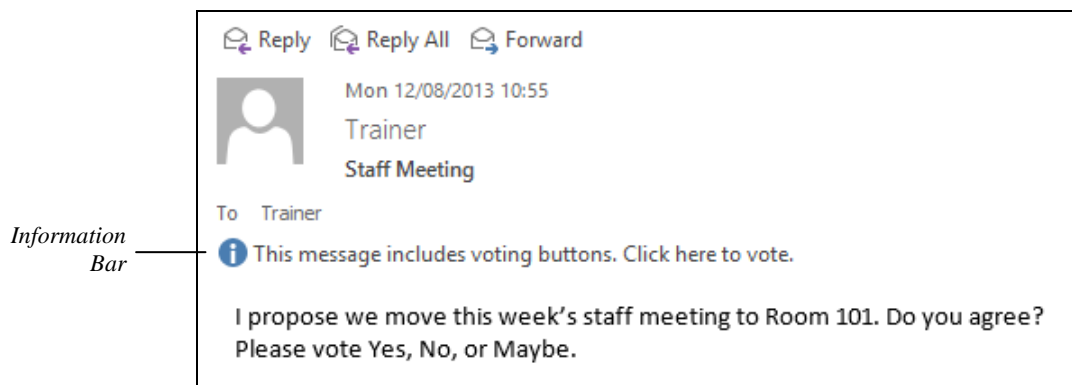 Reply Reply All Forward
Mon 12/08/2013 10:55
Trainer
Staff Meeting
To Trainer
Information
Bar
This message includes voting buttons. Click here to vote.
I propose we move this week's staff meeting to Room 101. Do you agree?
Please vote Yes, No, or Maybe.